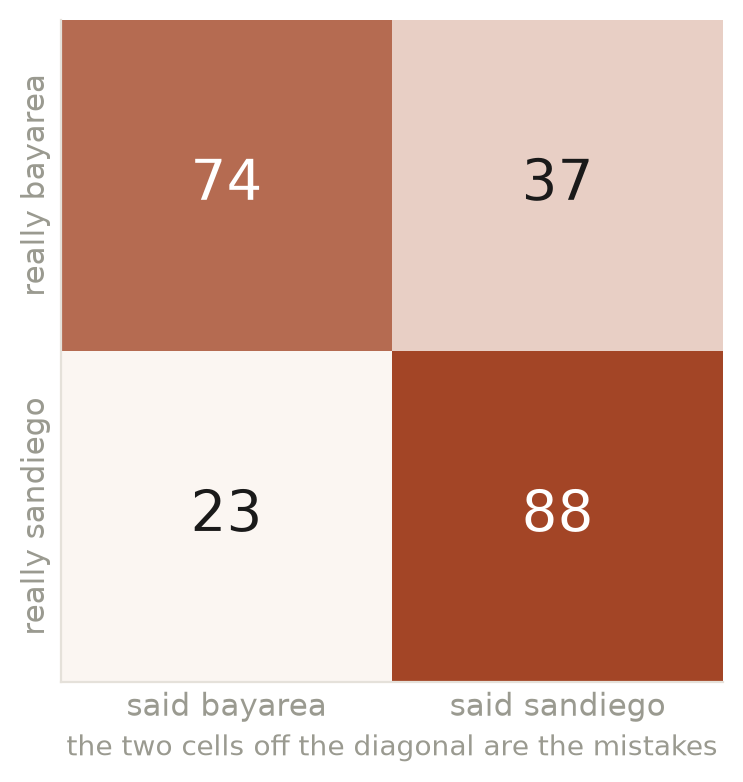 really bayarea
74
37
really sandiego
23
88
said bayarea
said sandiego
the two cells off the diagonal are the mistakes